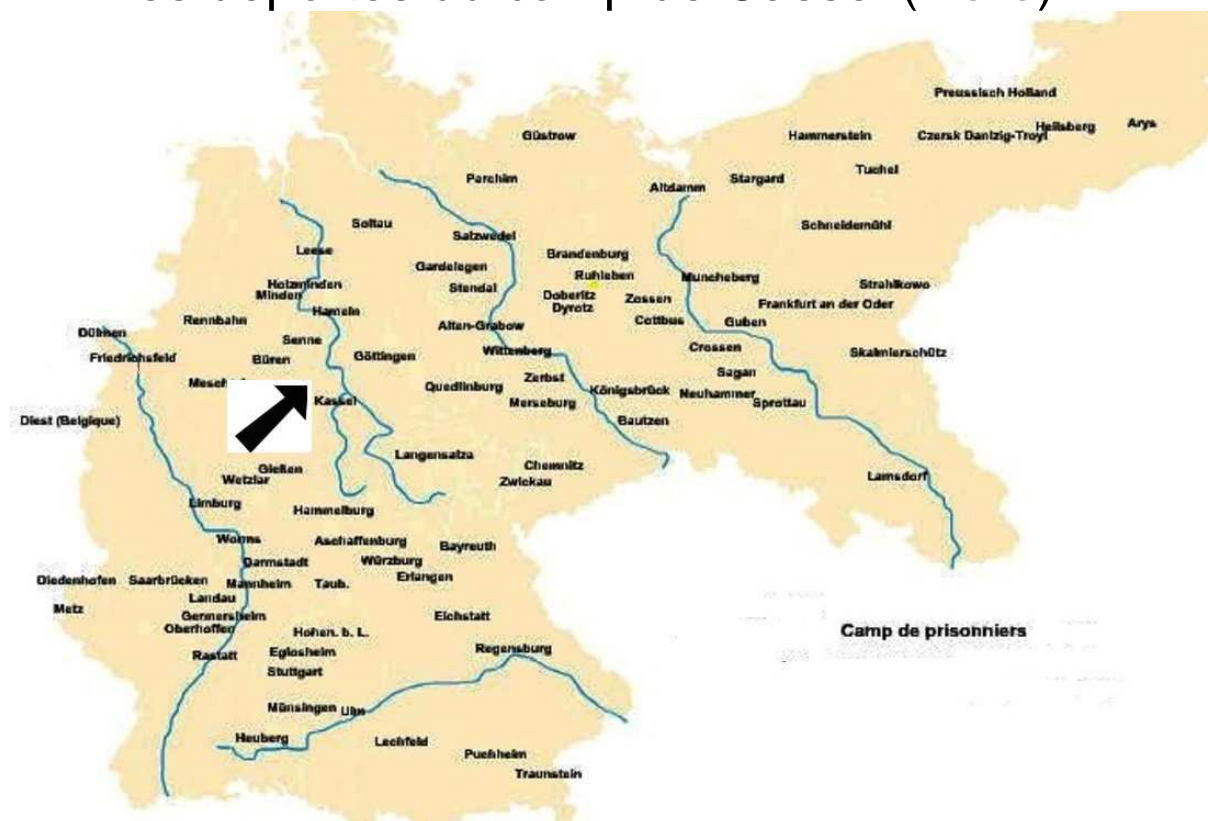 Preussisch Holland
Heilsberg
Arys
Güstrow
Hammerstein
Czersk Dantzig-Troyl
Parchim
Tuchel
Altdamm
Stargard
Soltau
Schneidemühl
Salzwedel
Leese
Brandenburg
Gardelegen
Ruhleben
Muncheberg
Holzminden
Minden
Stendal
Doberitz
Dyrotz
Zossen
Strahlkowo
Frankfurt an der Oder
Hameln
Rennbahn
Alten-Grabow
Cottbus
Guben
Dülmen
Senne
Friedrichsfeld
Büren
Göttingen
Wittenberg
Crossen
Skalmierschütz
Sagan
Zerbst
Quedlinburg
Königsbrück
Neuhammer
Kassel
Merseburg
Sprottau
Diest (Belgique)
Bautzen
Langensalza
Gießen
Wetzlar
Chemnitz
Zwickau
Lamsdorf
Limburg
Hammelburg
Worms
Aschaffenburg
Bayreuth
Darmstadt
Würzburg
Diedenhofen
Saarbrücken
Mannheim
Taub.
Erlangen
Landau
Metz
Germersheim
Eichstatt
Oberhoffen
Hohen. b. L.
Camp de prisonniers
Rastatt
Eglosheim
Regensburg
Stuttgart
Münsingen
Ulm
Heuberg
Lechfeld
Puchheim
Traunstein